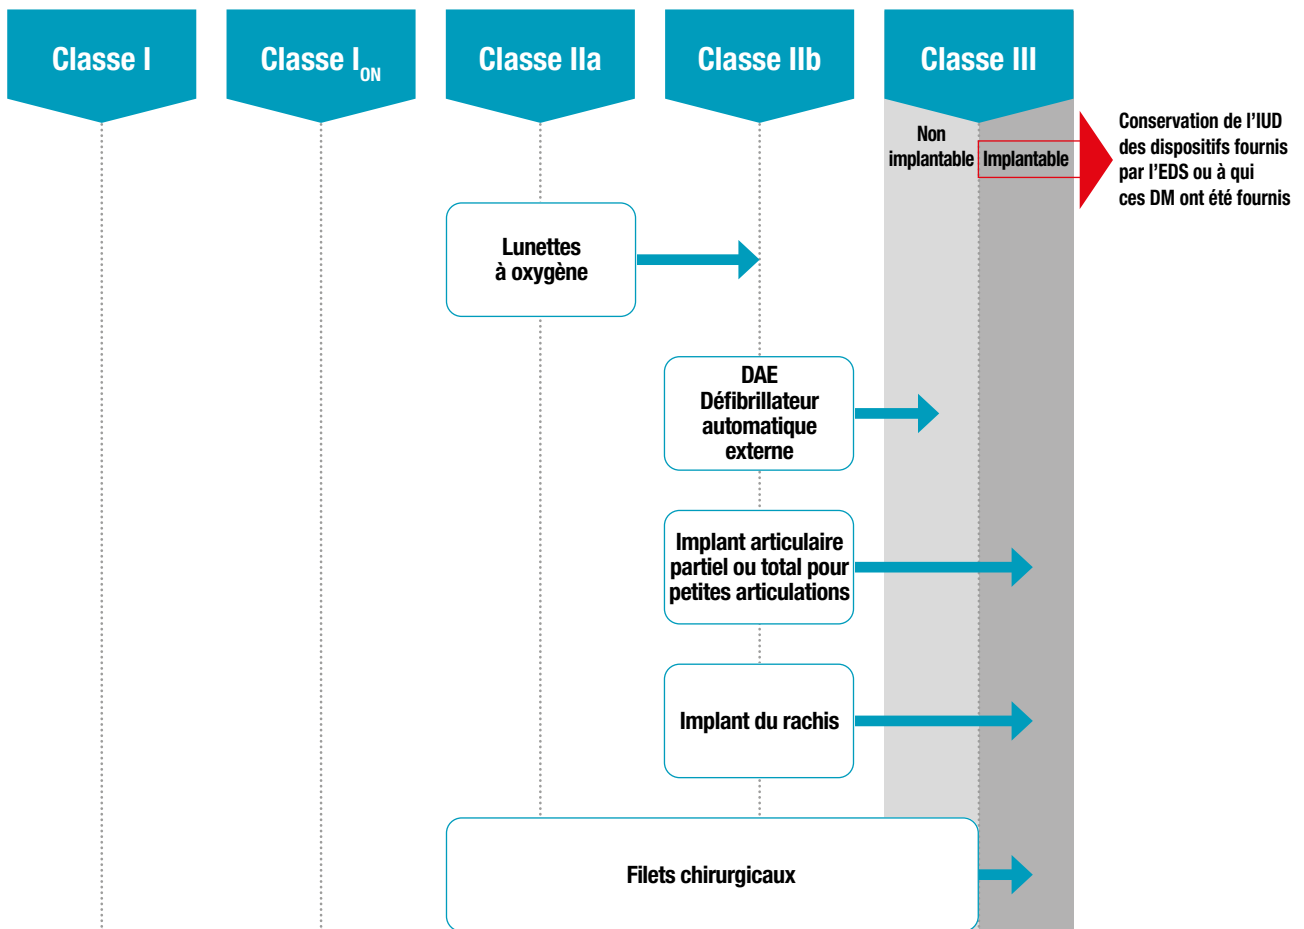 Classe I
Classe I ON
Classe IIa
Classe IIb
Classe III
Non
implantable
Implantable
Conservation de l’IUD
des dispositifs fournis
par l’EDS ou à qui
ces DM ont été fournis
Lunettes
à oxygène
DAE
Défibrillateur
automatique
externe
Implant articulaire
partiel ou total pour
petites articulations
Implant du rachis
Filets chirurgicaux